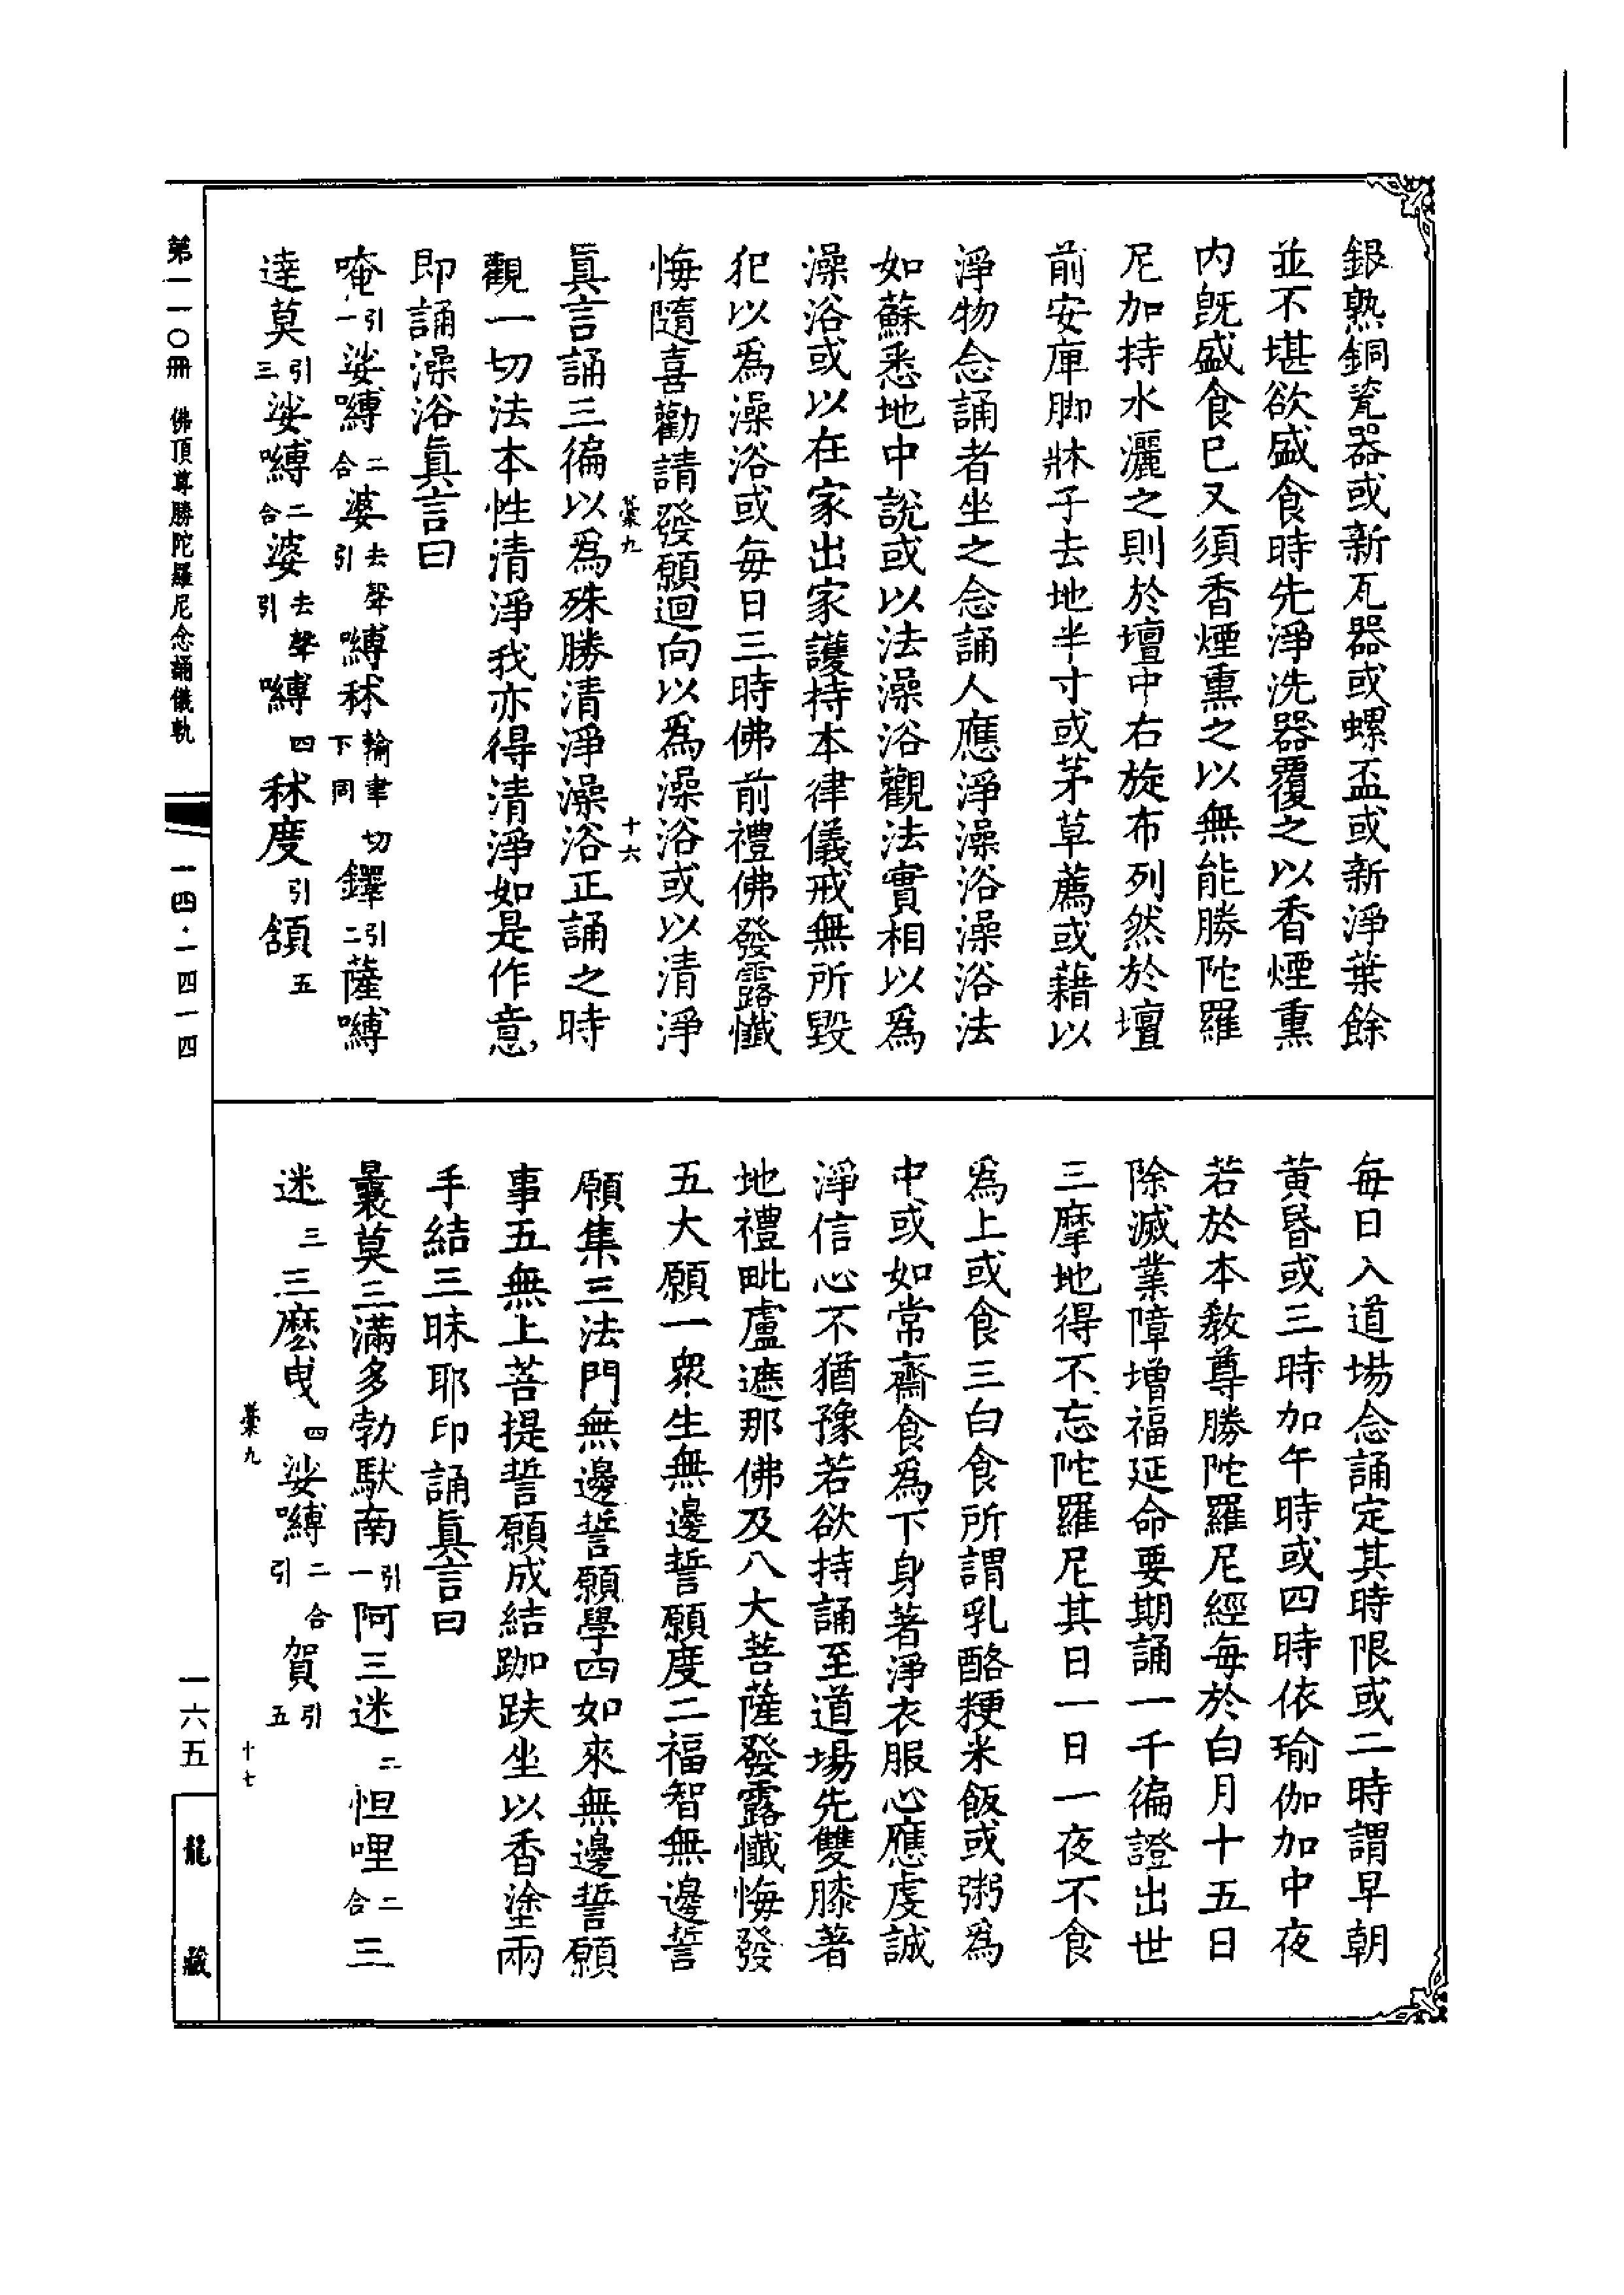 銀熟銅瓷器或新瓦器或螺盃或新淨葉餘
並不堪欲盛食時先淨洗器覆之以香煙熏
内旣盛食已又須香煙熏之以無能勝陀羅
尼加持水灑之則於壇中右旋布列然於壇
前安庳脚牀子去地半寸或茅草薦或藉以
淨物念誦者坐之念誦人應淨澡浴澡浴法
如蘇悉地中說或以法澡浴觀法實相以爲
澡浴或以在家出家護持本律儀戒無所毀
犯以爲澡浴或每日三時佛前禮佛發露懺
悔隨喜勸請發願迴向以爲澡浴或以清淨
藁九 十六
眞言誦三徧以爲殊勝清淨澡浴正誦之時
觀一切法本性清淨我亦得清淨如是作意
即誦澡浴眞言曰
唵引一娑嚩二合婆去聲引嚩秫輸聿切下同鐸引二薩嚩
達莫引三娑嚩二合婆去聲引嚩四秫度引頷五
每日入道場念誦定其時限或二時謂早朝
黄昏或三時加午時或四時依瑜伽加中夜
若於本教尊勝陀羅尼經每於白月十五日
除滅業障增福延命要期誦一千徧證出世
三摩地得不忘陀羅尼其日一日一夜不食
爲上或食三白食所謂乳酪粳米飯或粥爲
中或如常齋食爲下身著淨衣服心應虔誠
淨信心不猶豫若欲持誦至道場先雙膝著
地禮毗盧遮那佛及八大菩薩發露懺悔發
五大願一衆生無邊誓願度二福智無邊誓
願集三法門無邊誓願學四如來無邊誓願
事五無上菩提誓願成結跏趺坐以香塗兩
手結三昧耶印誦眞言曰
曩莫三滿多勃馱南引一阿三迷二怛哩二合三
迷三三麽曳四娑嚩二合引賀引五
藁九 十七
第一一〇冊 佛頂尊勝陀羅尼念誦儀軌
一四·一四一四
一六五
龍藏